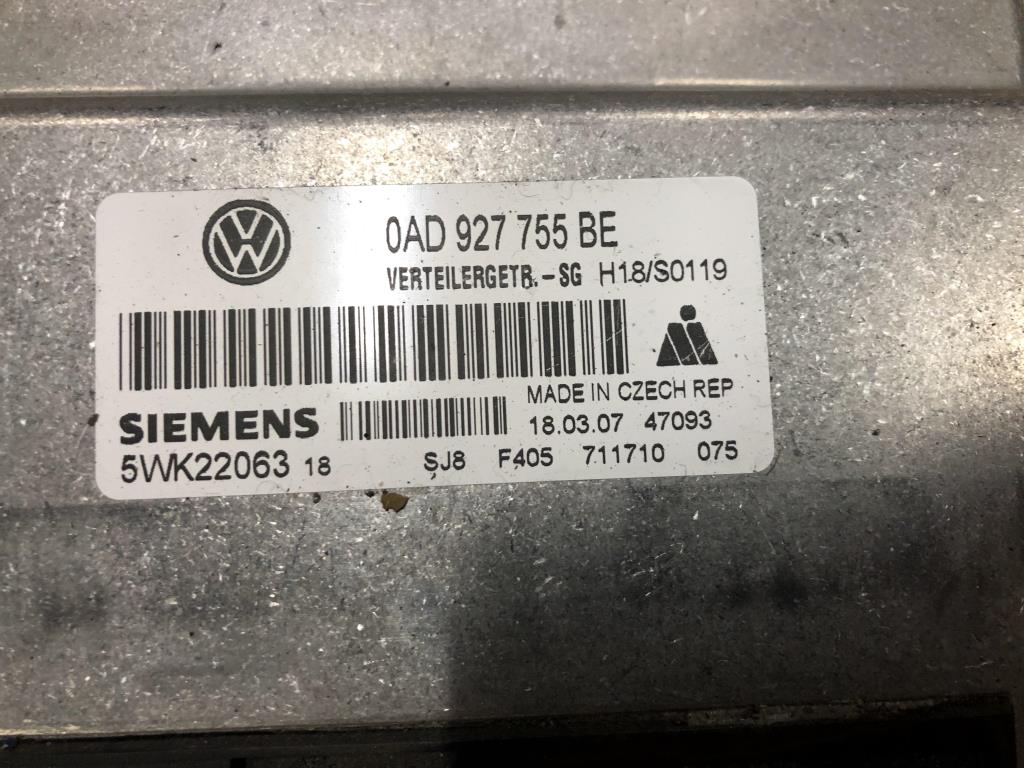 0AD 927 755 BE
VERTEILERGETR.-SG H18/S0119
MADE IN CZECH REP
SIEMENS 18.03.07 47093
5WK22063 18 SJ8 F405 711710 075